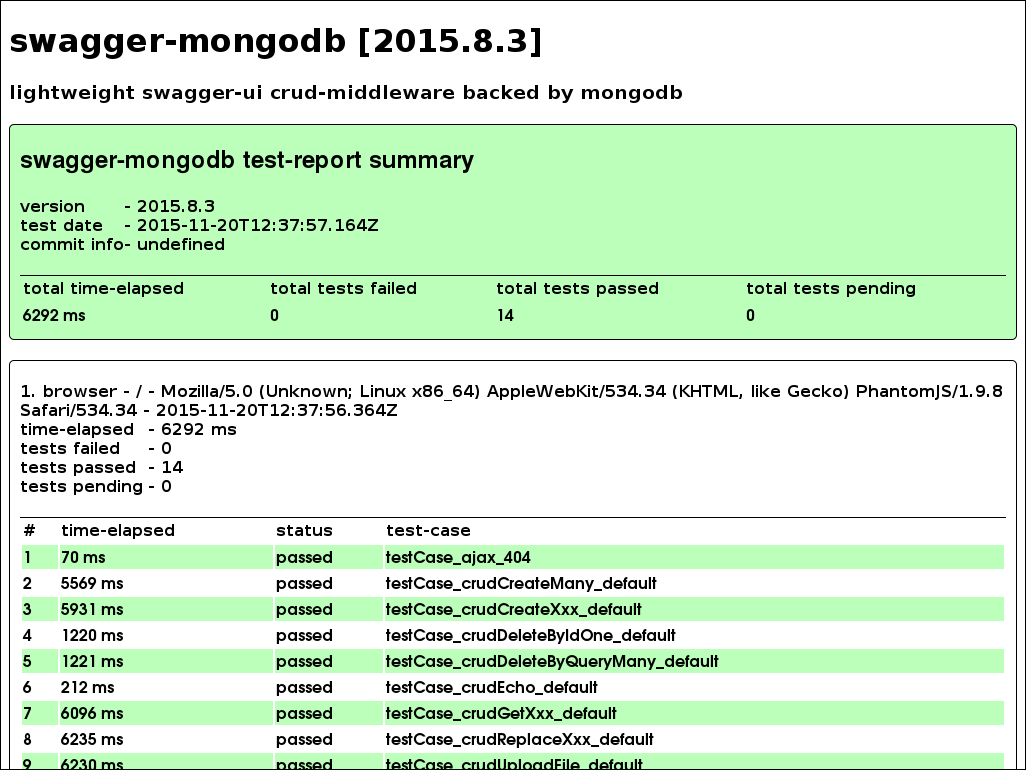 swagger-mongodb [2015.8.3]
lightweight swagger-ui crud-middleware backed by mongodb
swagger-mongodb test-report summary
version - 2015.8.3
test date - 2015-11-20T12:37:57.164Z
commit info- undefined
total time-elapsed total tests failed total tests passed total tests pending
6292 ms 0 14 0
1. browser - / - Mozilla/5.0 (Unknown; Linux x86_64) AppleWebKit/534.34 (KHTML, like Gecko) PhantomJS/1.9.8
Safari/534.34 - 2015-11-20T12:37:56.364Z
time-elapsed - 6292 ms
tests failed - 0
tests passed - 14
tests pending - 0
# time-elapsed status test-case
1 70 ms passed testCase_ajax_404
2 5569 ms passed testCase_crudCreateMany_default
3 5931 ms passed testCase_crudCreateXxx_default
4 1220 ms passed testCase_crudDeleteByIdOne_default
5 1221 ms passed testCase_crudDeleteByQueryMany_default
6 212 ms passed testCase_crudEcho_default
7 6096 ms passed testCase_crudGetXxx_default
8 6235 ms passed testCase_crudReplaceXxx_default
9 6230 ms passed testCase_crudUploadFile_default